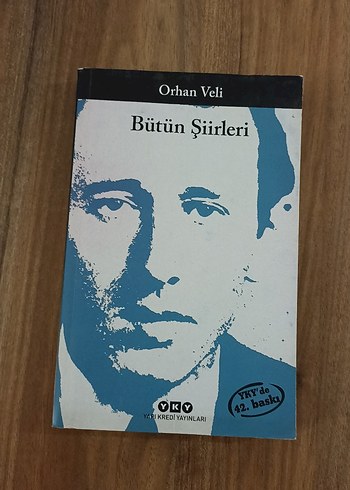 Orhan Veli
Bütün Şiirleri
YKY'de
42. baskı
YKY
YAPI KREDİ YAYINLARI